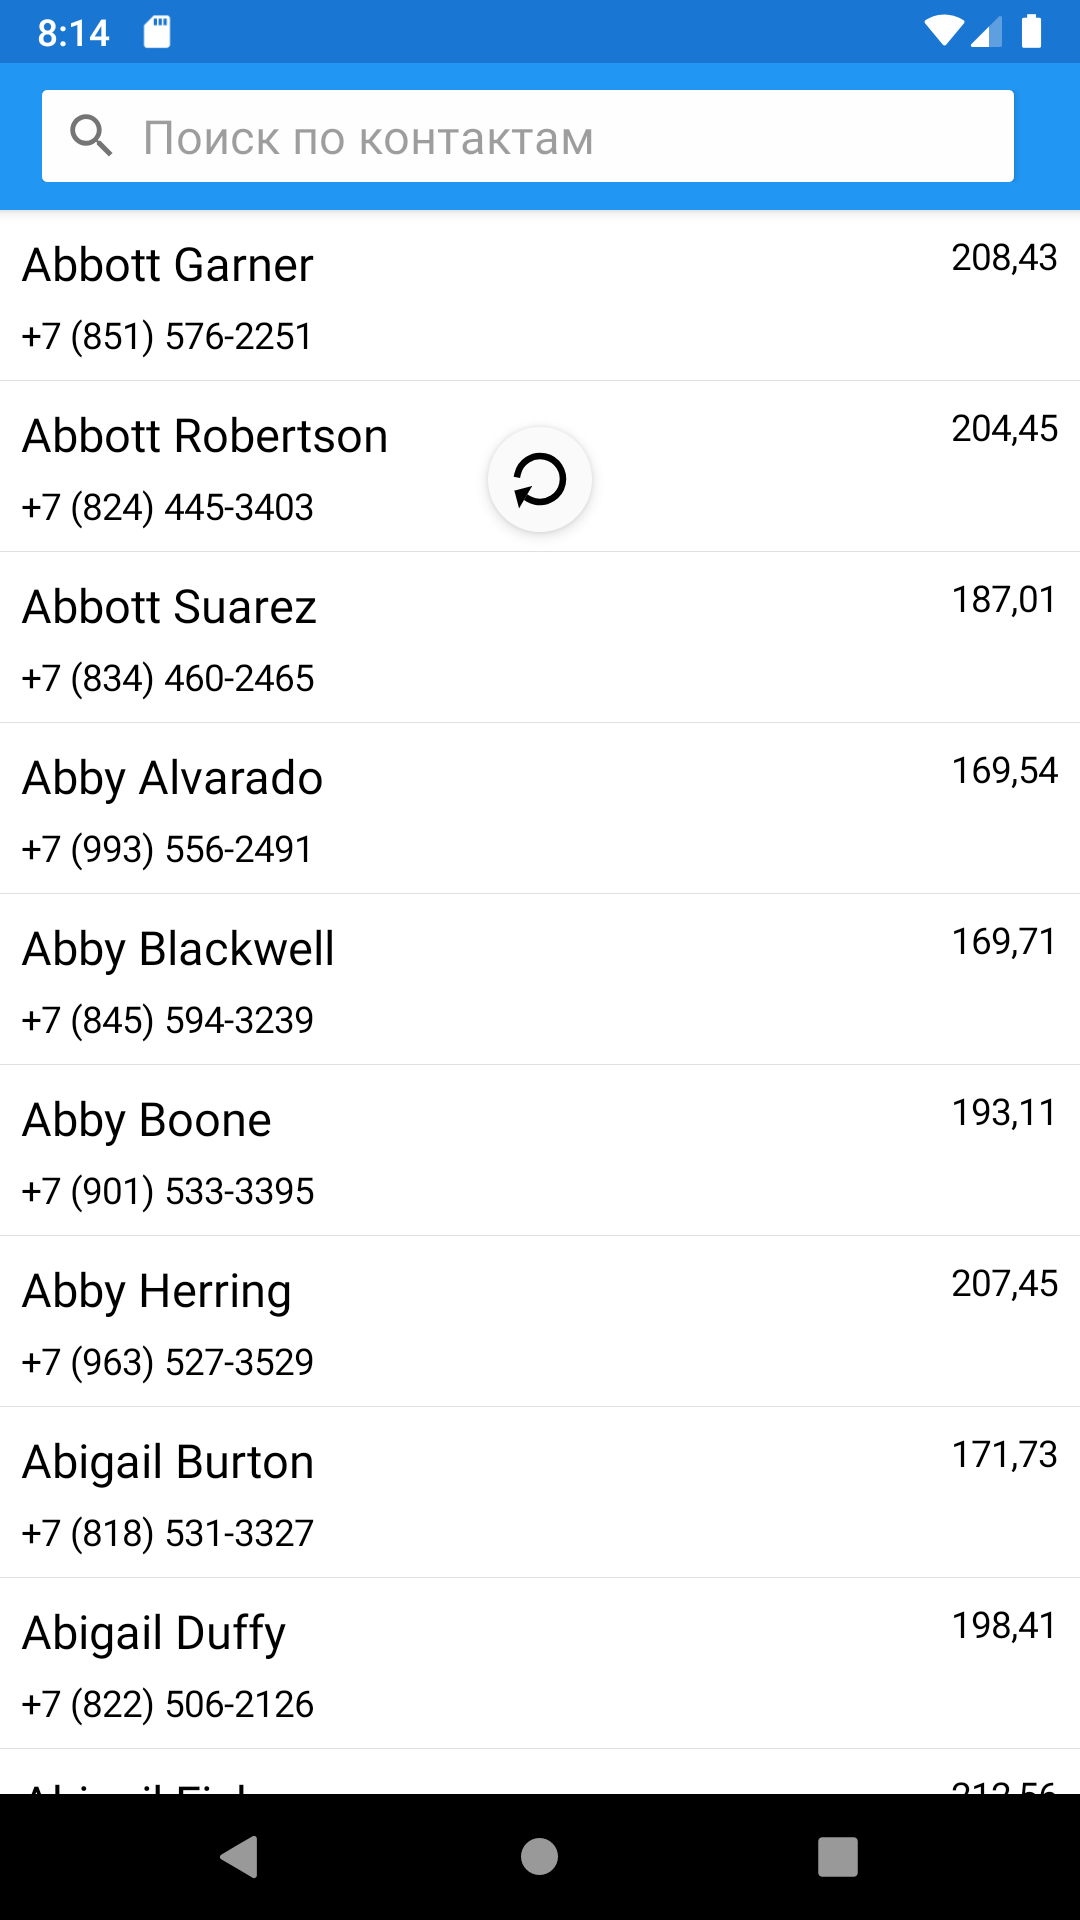 8:14
Поиск по контактам
Abbott Garner 208,43
+7 (851) 576-2251
Abbott Robertson 204,45
+7 (824) 445-3403
Abbott Suarez 187,01
+7 (834) 460-2465
Abby Alvarado 169,54
+7 (993) 556-2491
Abby Blackwell 169,71
+7 (845) 594-3239
Abby Boone 193,11
+7 (901) 533-3395
Abby Herring 207,45
+7 (963) 527-3529
Abigail Burton 171,73
+7 (818) 531-3327
Abigail Duffy 198,41
+7 (822) 506-2126
Abigail